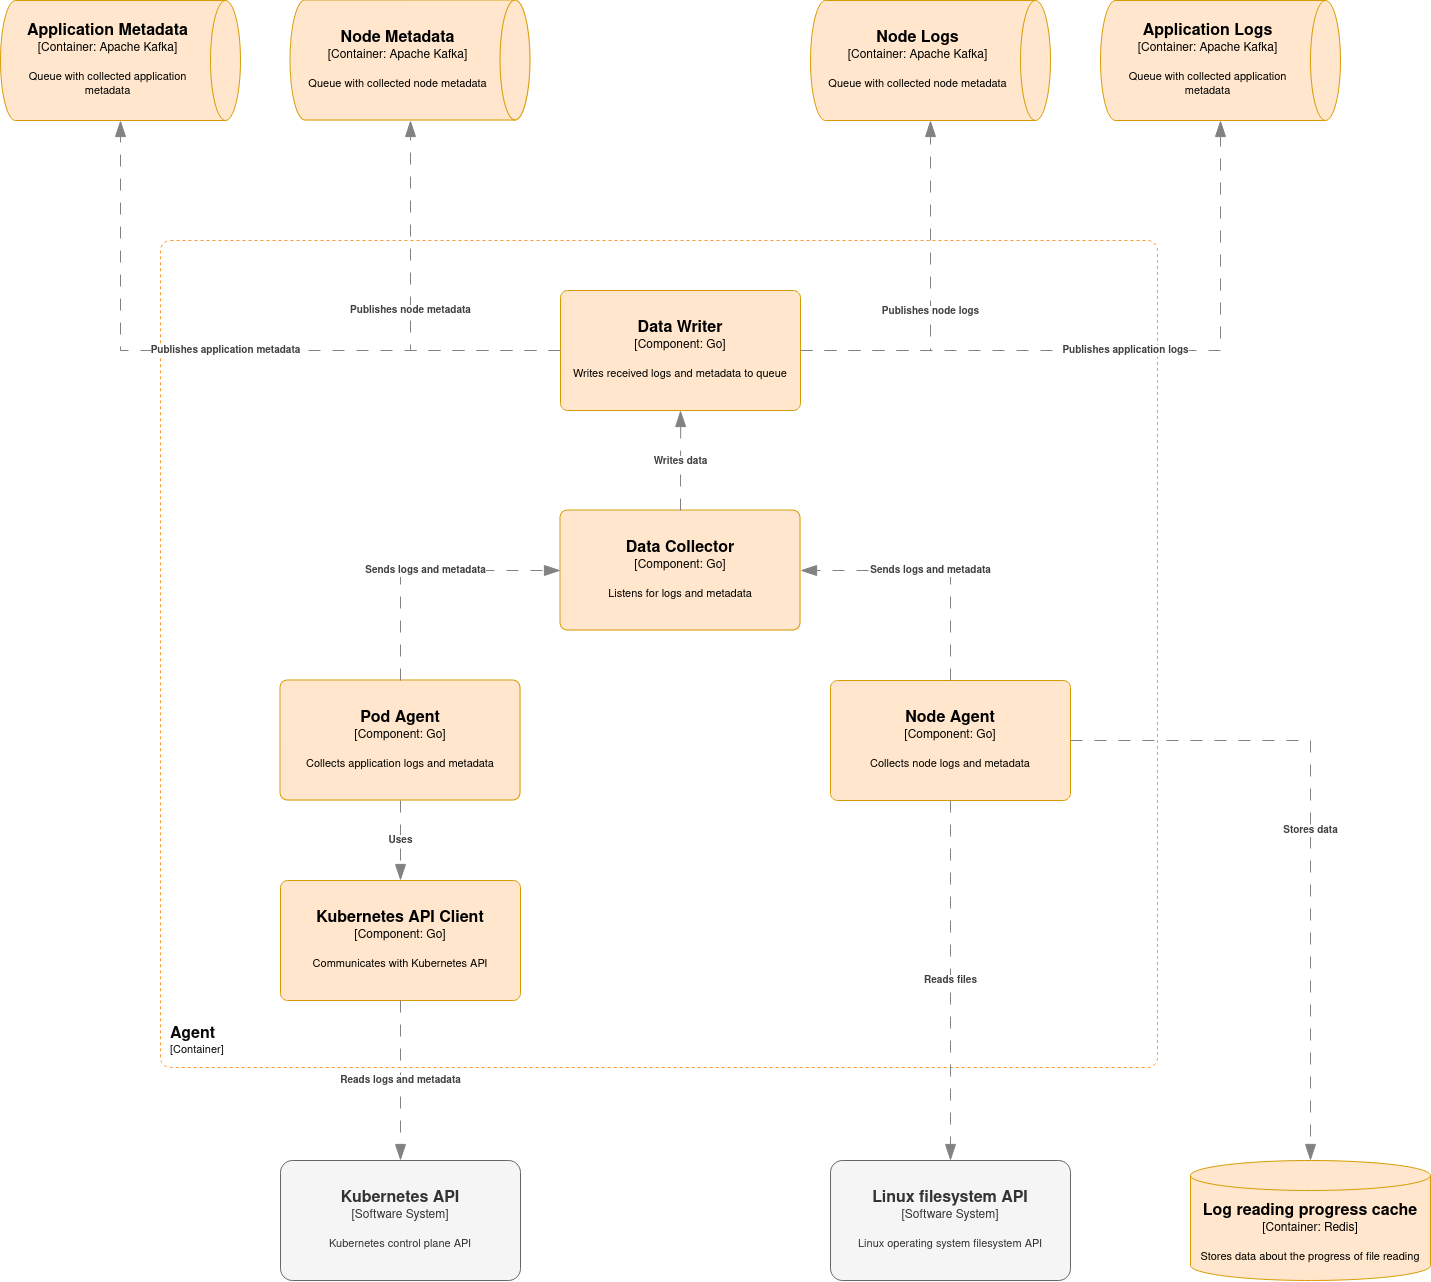 Application Metadata
[Container: Apache Kafka]
Queue with collected application
metadata
Node Metadata
[Container: Apache Kafka]
Queue with collected node metadata
Node Logs
[Container: Apache Kafka]
Queue with collected node metadata
Application Logs
[Container: Apache Kafka]
Queue with collected application
metadata
Publishes node metadata
Publishes node logs
Publishes application metadata
Publishes application logs
Data Writer
[Component: Go]
Writes received logs and metadata to queue
Writes data
Data Collector
[Component: Go]
Listens for logs and metadata
Sends logs and metadata
Sends logs and metadata
Pod Agent
[Component: Go]
Collects application logs and metadata
Node Agent
[Component: Go]
Collects node logs and metadata
Uses
Stores data
Kubernetes API Client
[Component: Go]
Communicates with Kubernetes API
Reads files
Agent
[Container]
Reads logs and metadata
Kubernetes API
[Software System]
Kubernetes control plane API
Linux filesystem API
[Software System]
Linux operating system filesystem API
Log reading progress cache
[Container: Redis]
Stores data about the progress of file reading